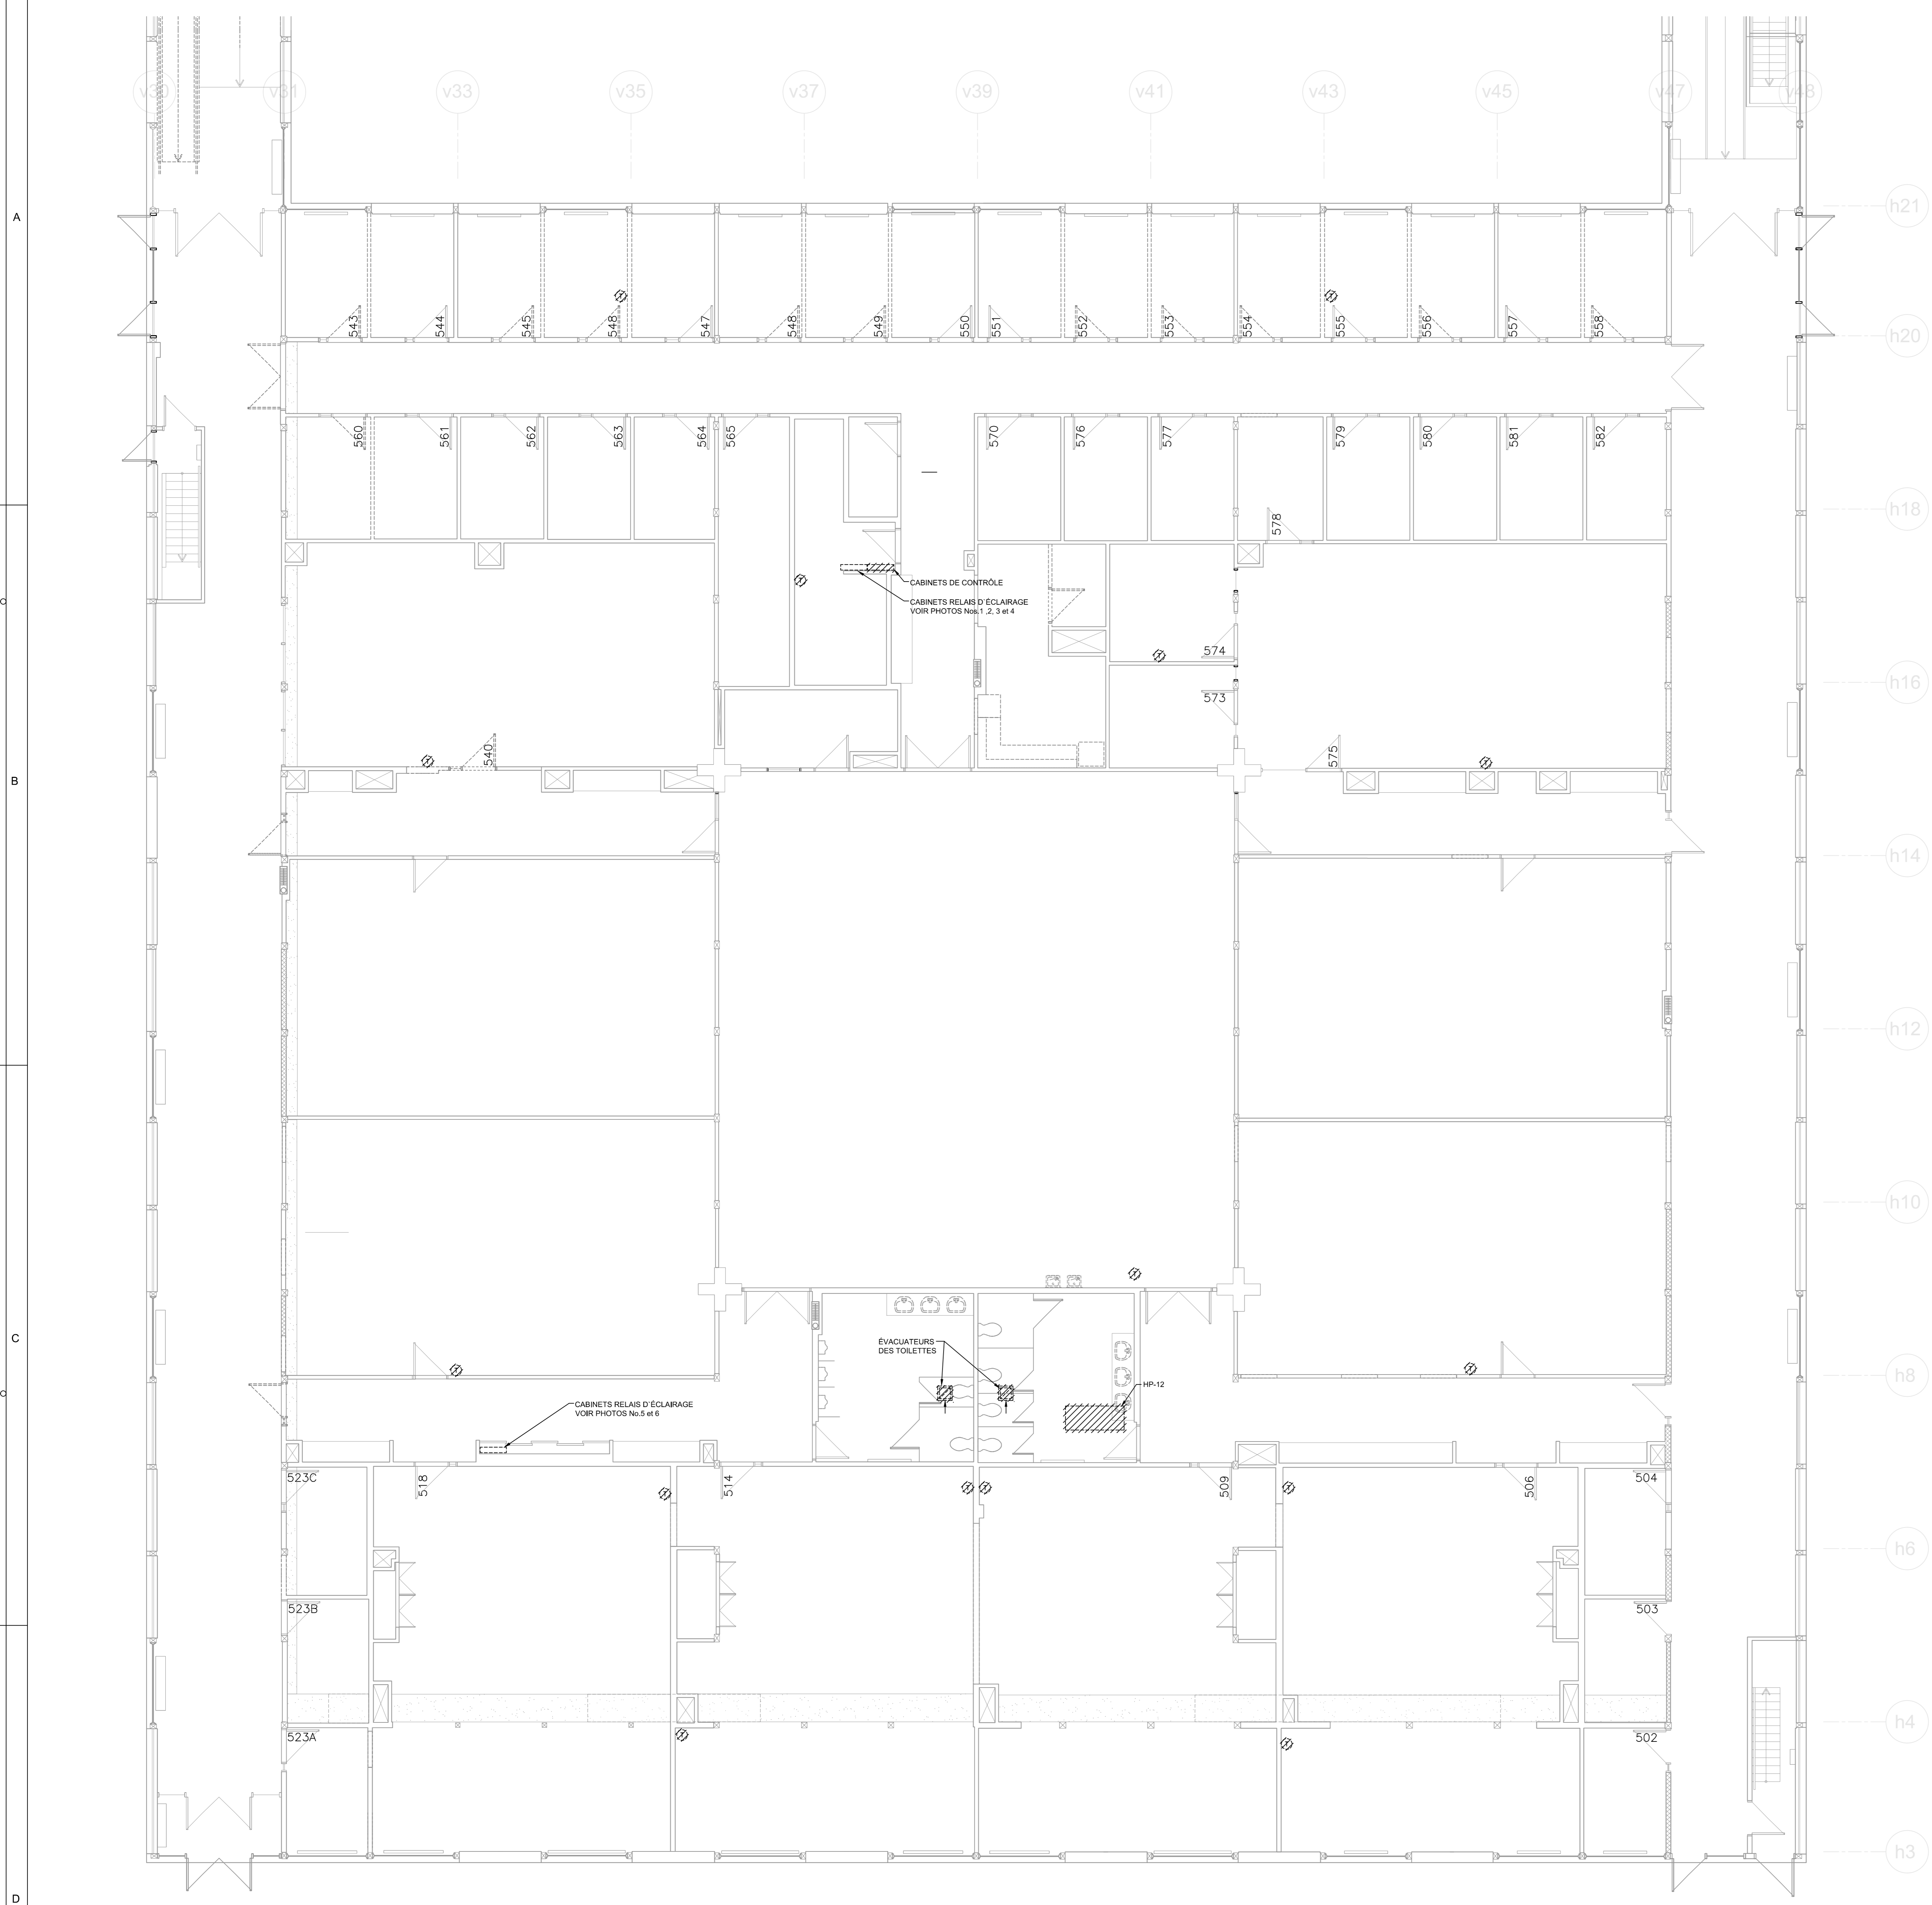 v30
v31
v33
v35
v37
v39
v41
v43
v45
v47
v48
A
h21
543
544
545
548
547
548
549
550
551
552
553
554
555
556
557
558
h20
560
561
562
563
564
565
570
576
577
579
580
581
582
h18
578
CABINETS DE CONTRÔLE
CABINETS RELAIS D`ÉCLAIRAGE
VOIR PHOTOS Nos.1 ,2, 3 et 4
574
h16
573
540
575
B
h14
h12
h10
C
ÉVACUATEURS
DES TOILETTES
h8
HP-12
CABINETS RELAIS D`ÉCLAIRAGE
VOIR PHOTOS No.5 et 6
523C
518
514
509
506
504
h6
523B
503
h4
523A
502
h3
D